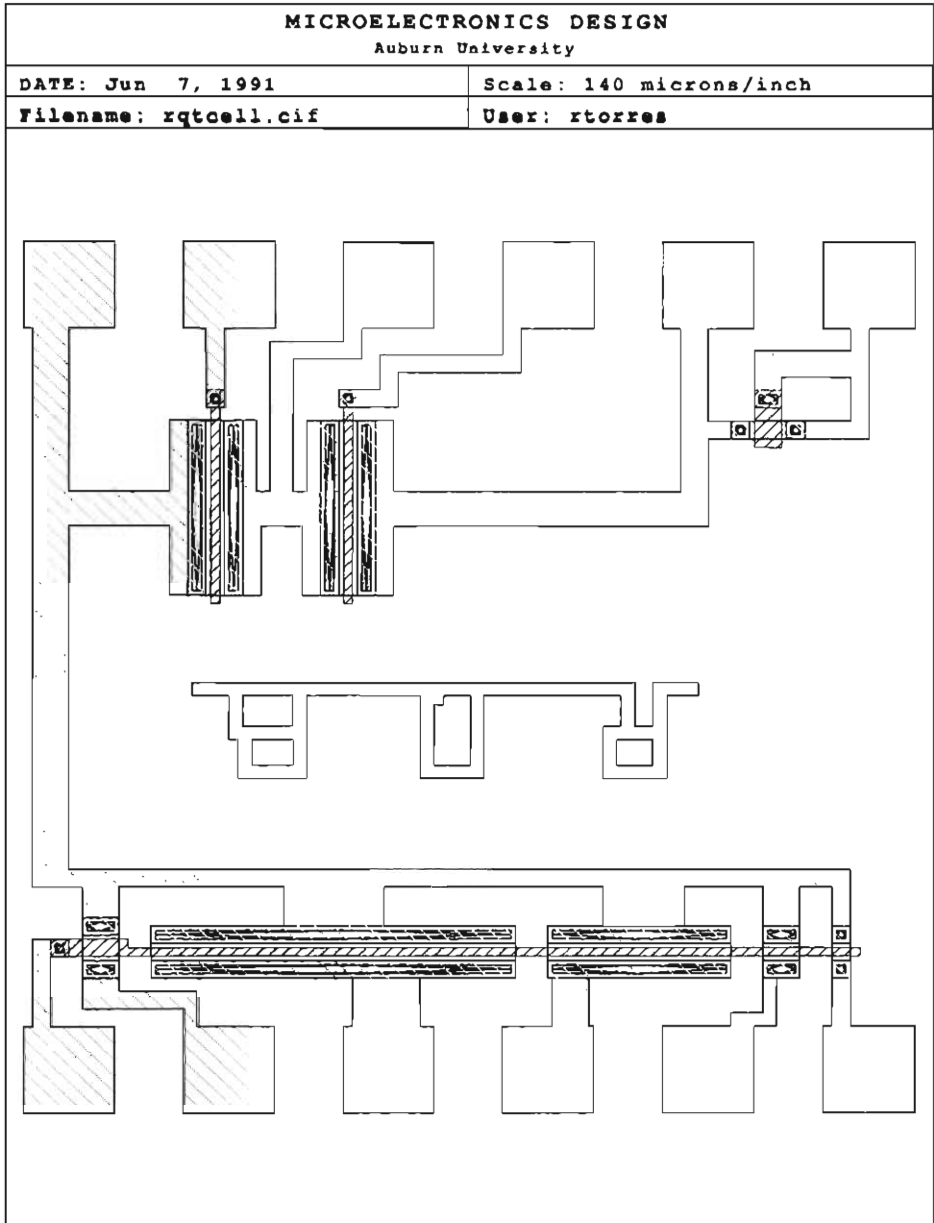 MICROELECTRONICS DESIGN
Auburn University
DATE: Jun 7, 1991
Scale: 140 microns/inch
Filename: rqtcell.cif
User: rtorres